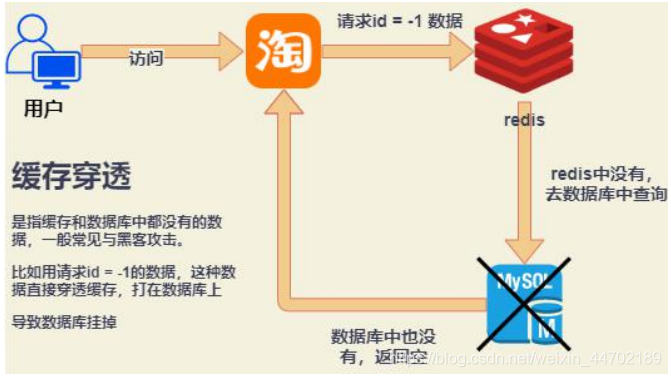 淘
请求id = -1 数据
访问
用户
redis
redis中没有，
去数据库中查询
缓存穿透
是指缓存和数据库中都没有的数
据，一般常见与黑客攻击。
比如用请求id = -1的数据，这种数
据直接穿透缓存，打在数据库上
导致数据库挂掉
MySQL
M
数据库中也没
有，返回空
https://blog.csdn.net/weixin_44702189